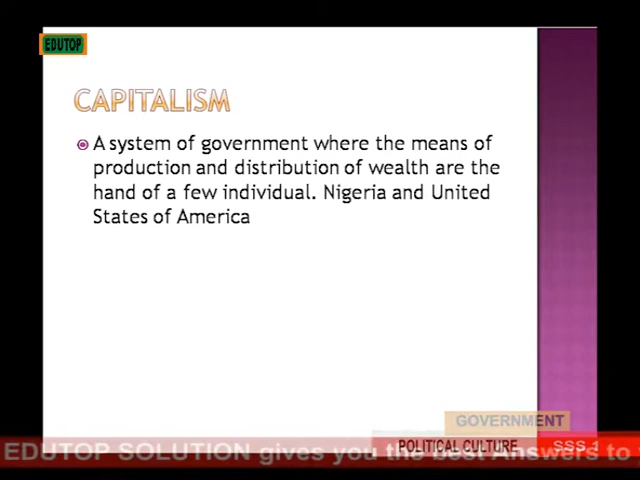 EDUTOP
CAPITALISM
A system of government where the means of
production and distribution of wealth are the
hand of a few individual. Nigeria and United
States of America
GOVERNMENT
POLITICAL CULTURE SSS 1
EDUTOP SOLUTION gives you the best Answers to